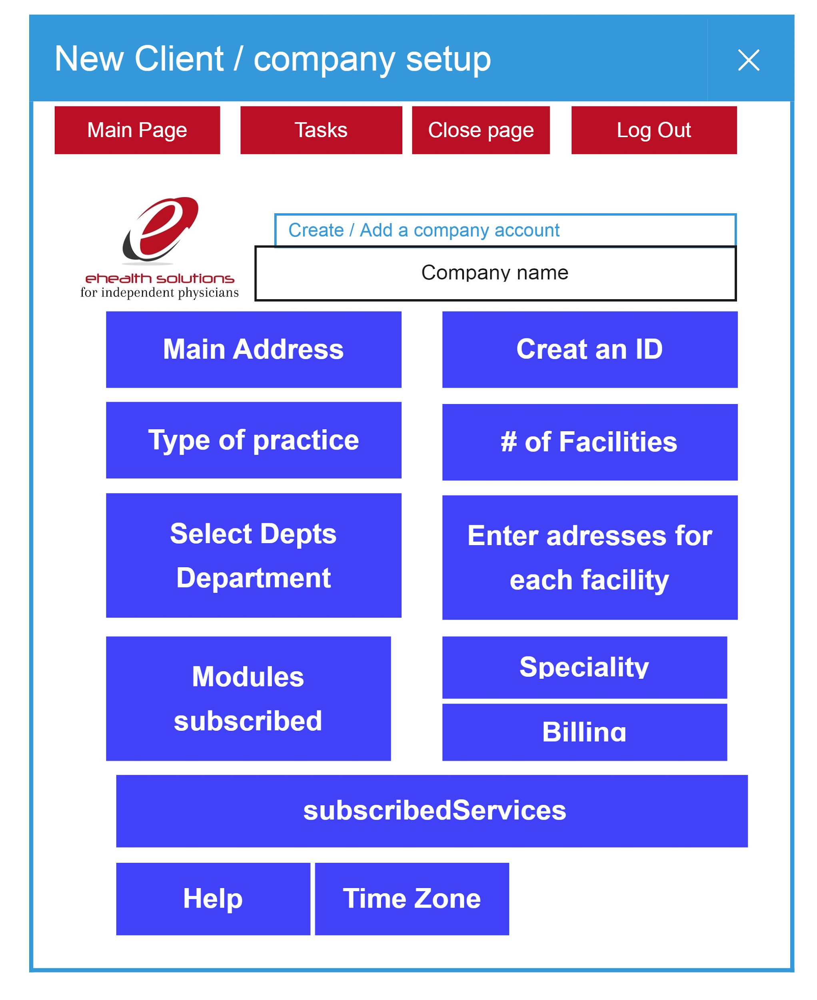 New Client / company setup
Main Page
Tasks
Close page
Log Out
Create / Add a company account
ehealth solutions
for independent physicians
Company name
Main Address
Creat an ID
Type of practice
# of Facilities
Select Depts
Department
Enter adresses for
each facility
Modules
subscribed
Speciality
Billing
subscribedServices
Help
Time Zone